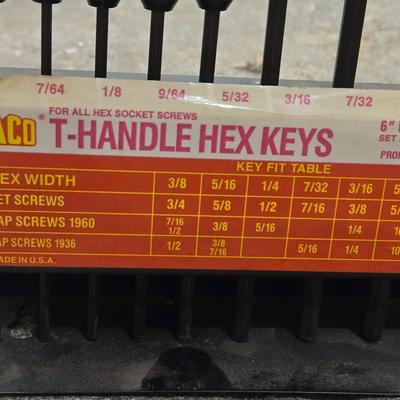 7/64 1/8 9/64 5/32 3/16 7/32
FOR ALL HEX SOCKET SCREWS
ACO® T-HANDLE HEX KEYS 6"
SET
KEY FIT TABLE
EX WIDTH 3/8 5/16 1/4 7/32 3/16
ET SCREWS 3/4 5/8 1/2 7/16 3/8
AP SCREWS 1960 7/16 1/2 3/8 5/16 1/4
AP SCREWS 1936 1/2 3/8 7/16 5/16 1/4
MADE IN U.S.A.